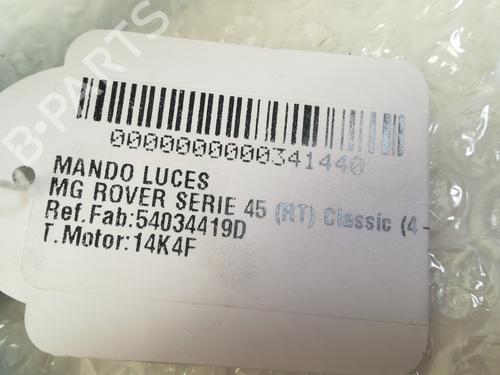 B-PARTS
0000000000341440
MANDO LUCES
MG ROVER SERIE 45 (RT) Classic (4 -
Ref.Fab:54034419D
T.Motor:14K4F